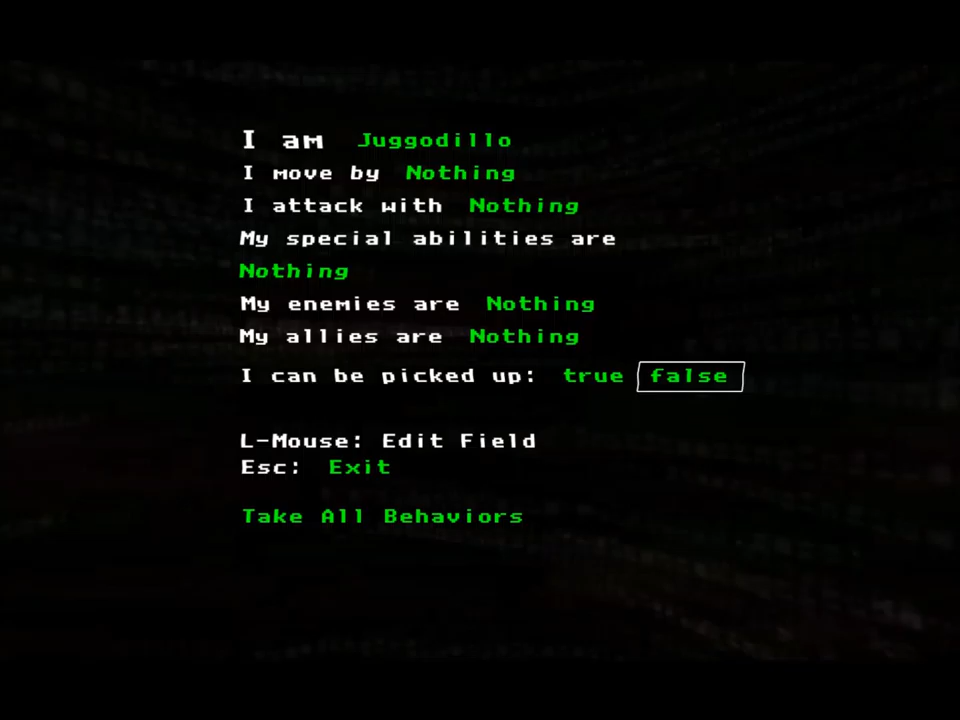 I am Juggodillo
I move by Nothing
I attack with Nothing
My special abilities are
Nothing
My enemies are Nothing
My allies are Nothing
I can be picked up: true false
L-Mouse: Edit Field
Esc: Exit
Take All Behaviors